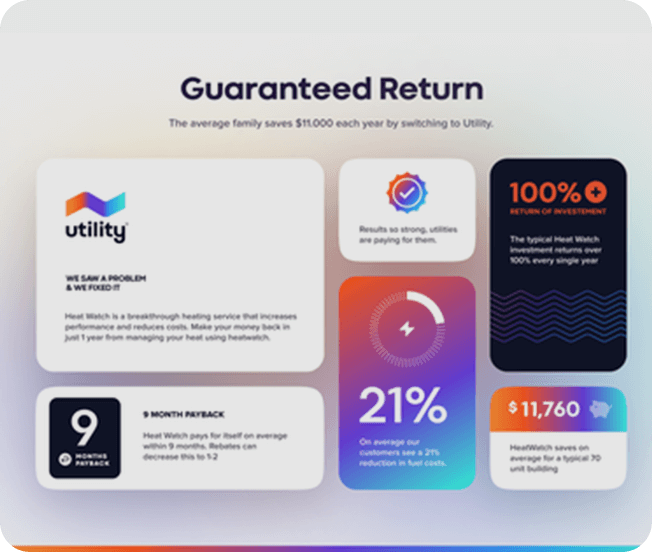 Guaranteed Return
The average family saves $11.000 each year by switching to Utility.
utility
WE SAW A PROBLEM
& WE FIXED IT
Heat Watch is a breakthrough heating service that increases
performance and reduces costs. Make your money back in
just 1 year from managing your heat using heatwatch.
9
MONTHS
PAYBACK
9 MONTH PAYBACK
Heat Watch pays for itself on average
within 9 months. Rebates can
decrease this to 1-2
Results so strong, utilities
are paying for them.
21%
On average our
customers see a 21%
reduction in fuel costs.
100%
RETURN OF INVESTEMENT
The typical Heat Watch
investment returns over
100% every single year
$11,760
HeatWatch saves on
average for a typical 70
unit building